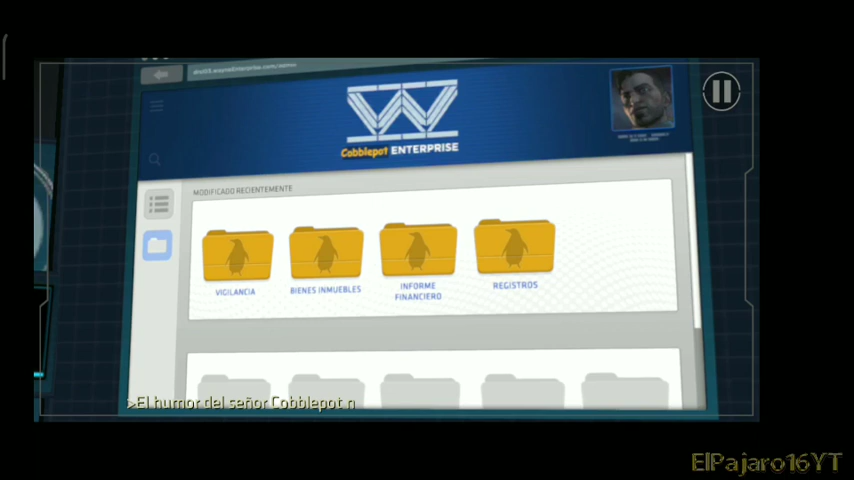 Cobblepot ENTERPRISE
MODIFICADO RECIENTEMENTE
VIGILANCIA
BIENES INMUEBLES
INFORME
FINANCIERO
REGISTROS
>El humor del señor Cobblepot n
ElPajaro16YT